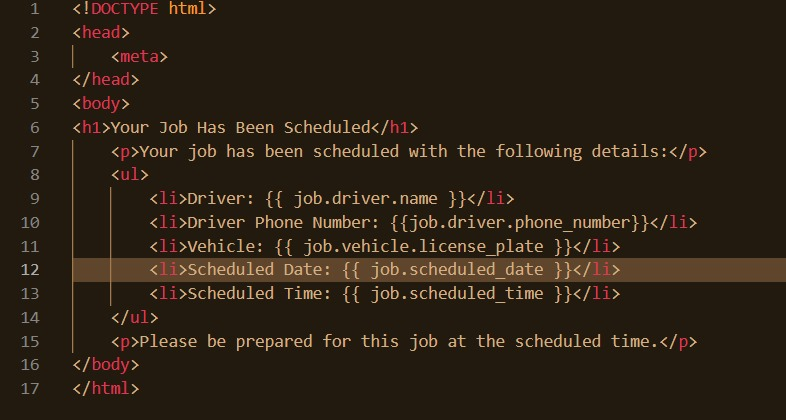 1 <!DOCTYPE html>
2 <head>
3     <meta>
4 </head>
5 <body>
6 <h1>Your Job Has Been Scheduled</h1>
7     <p>Your job has been scheduled with the following details:</p>
8     <ul>
9         <li>Driver: {{ job.driver.name }}</li>
10         <li>Driver Phone Number: {{job.driver.phone_number}}</li>
11         <li>Vehicle: {{ job.vehicle.license_plate }}</li>
12         <li>Scheduled Date: {{ job.scheduled_date }}</li>
13         <li>Scheduled Time: {{ job.scheduled_time }}</li>
14     </ul>
15     <p>Please be prepared for this job at the scheduled time.</p>
16 </body>
17 </html>